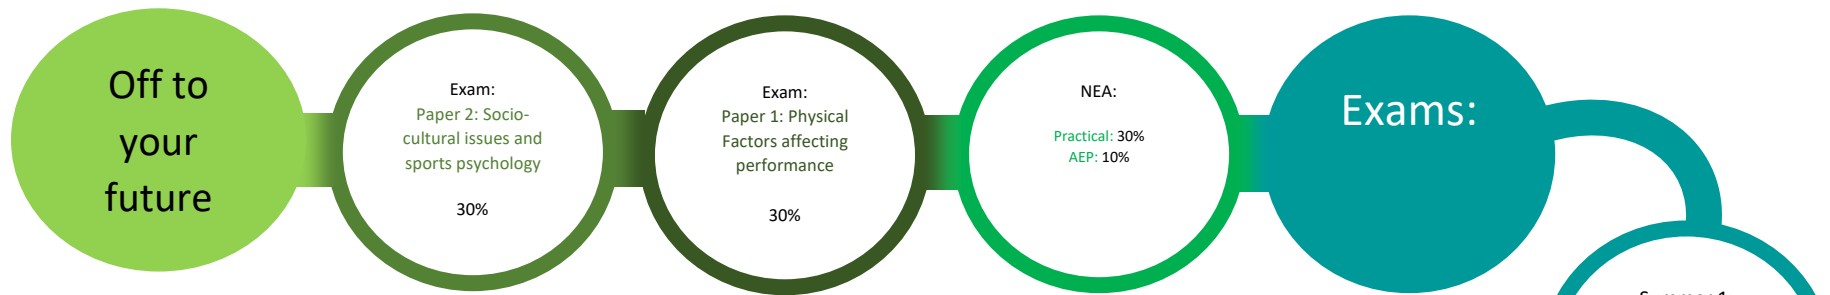 Off to
your
future
Exam:
Paper 2: Socio-
cultural issues and
sports psychology
30%
Exam:
Paper 1: Physical
Factors affecting
performance
30%
NEA:
Practical: 30%
AEP: 10%
Exams: